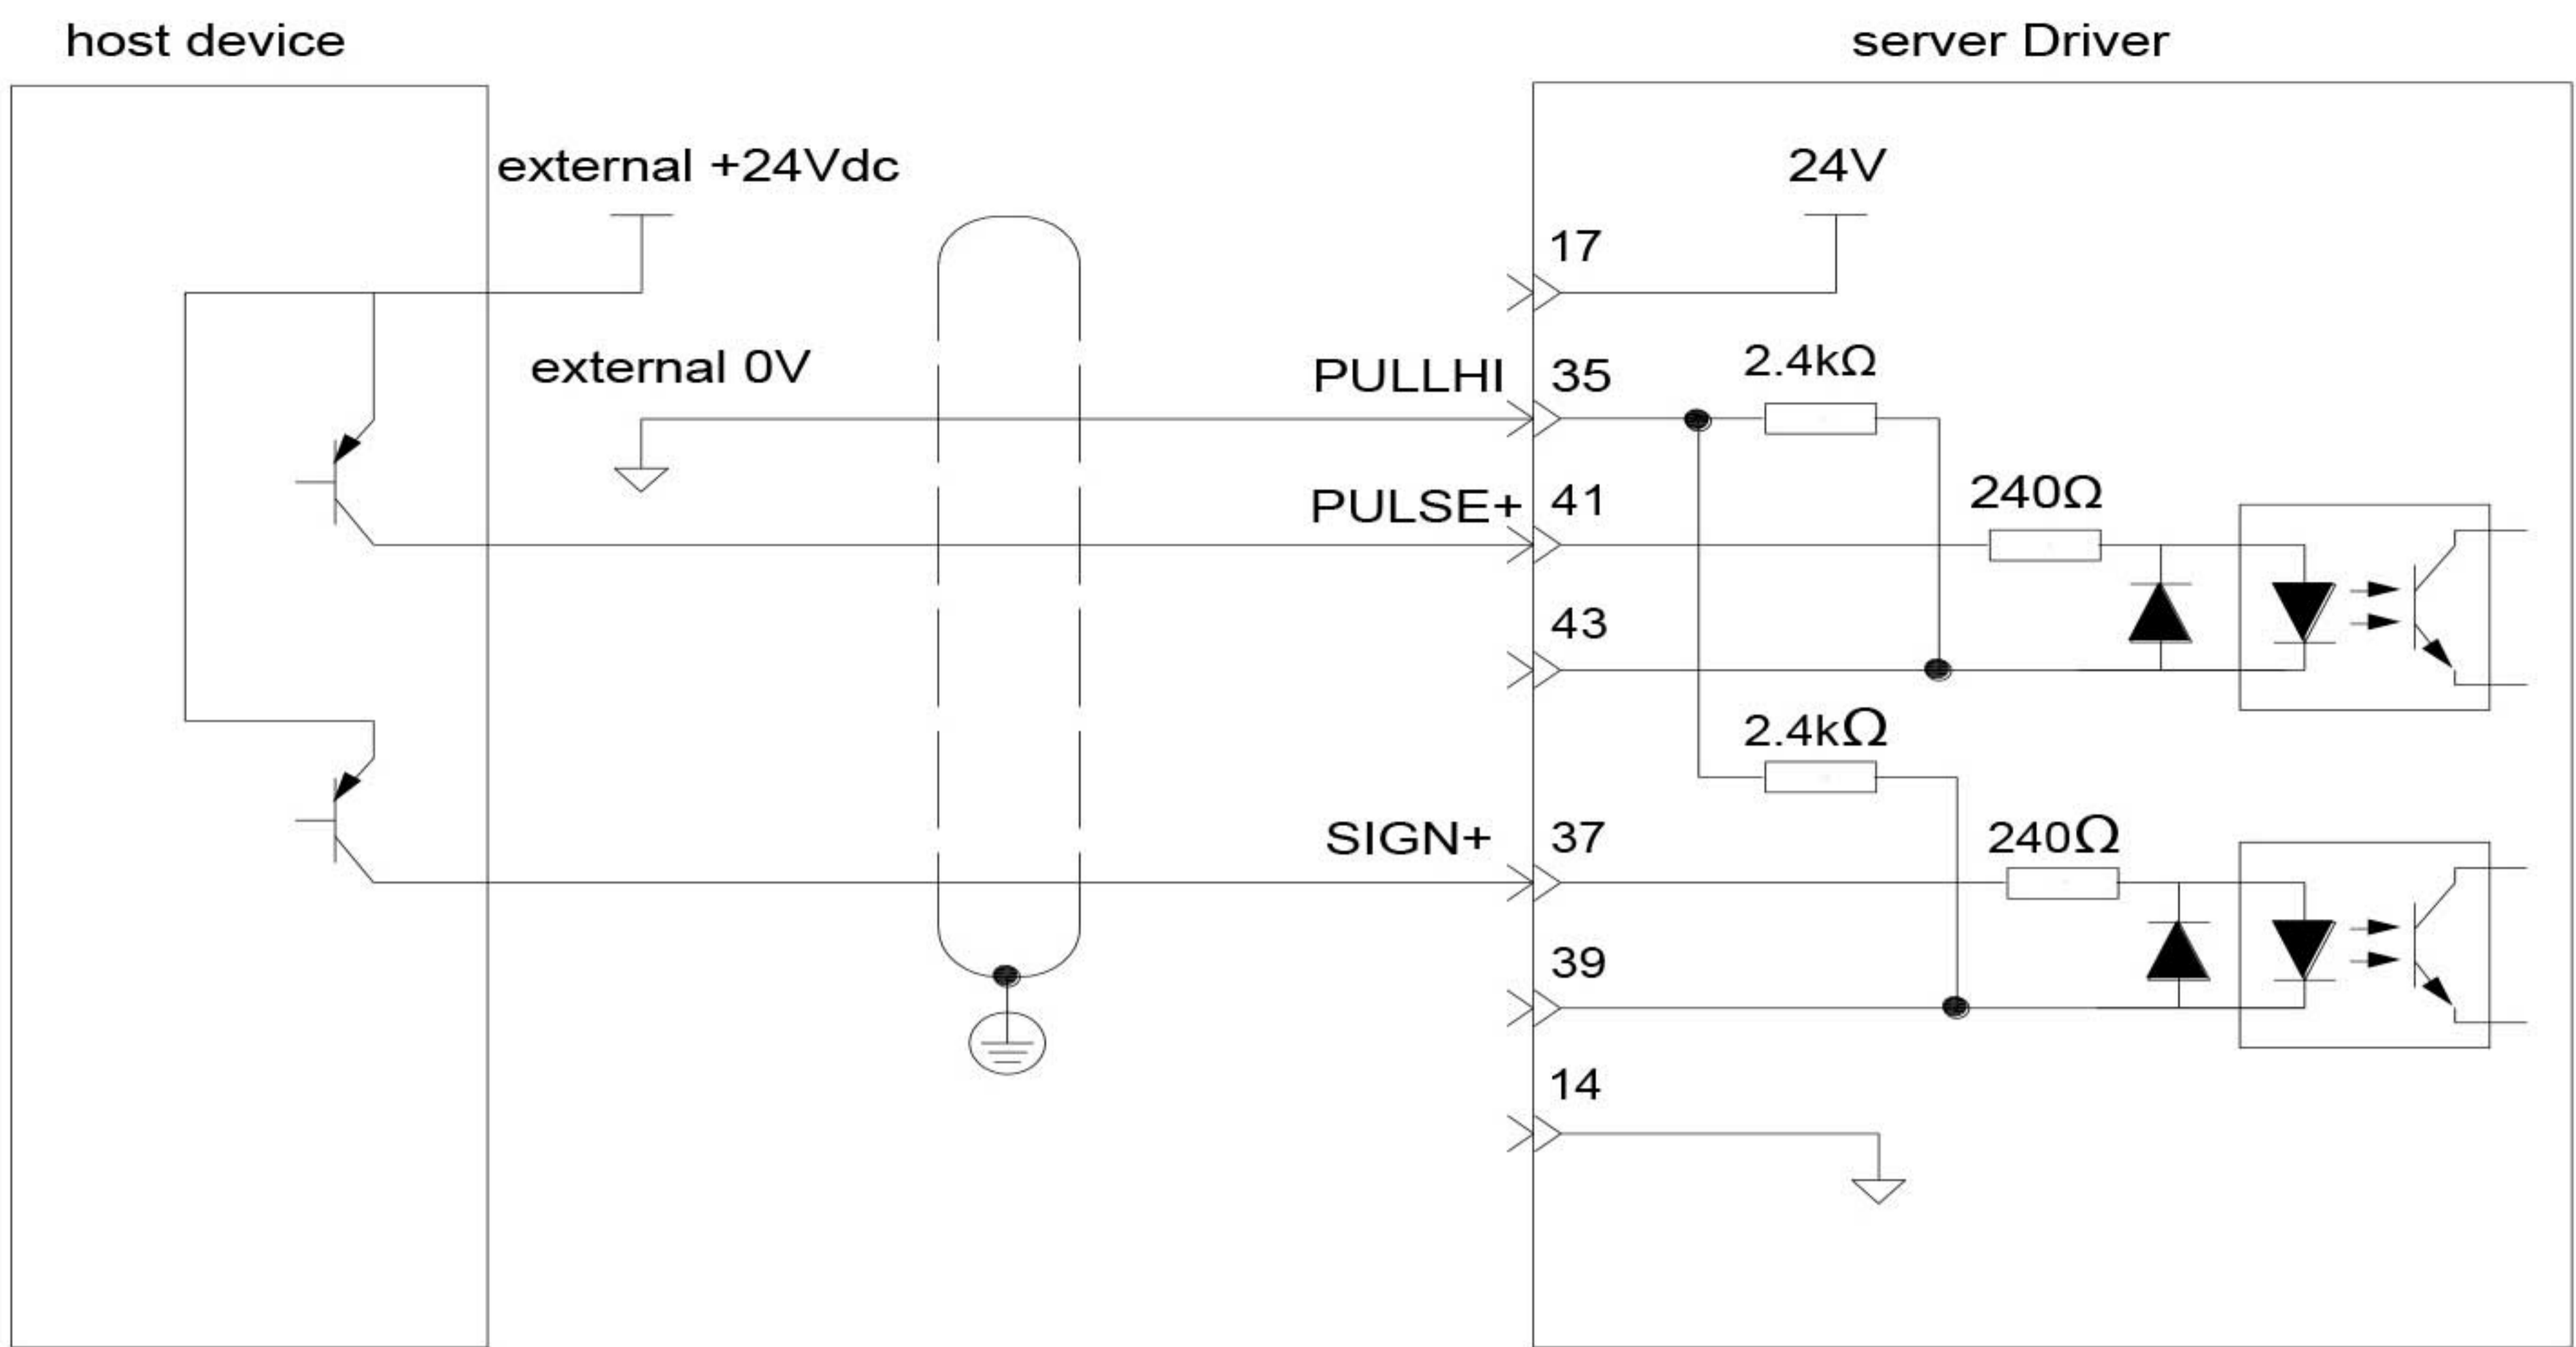 host device
server Driver
external +24Vdc
24V
17
external 0V
PULLHI
35
2.4kΩ
PULSE+
41
240Ω
43
2.4kΩ
SIGN+
37
240Ω
39
14